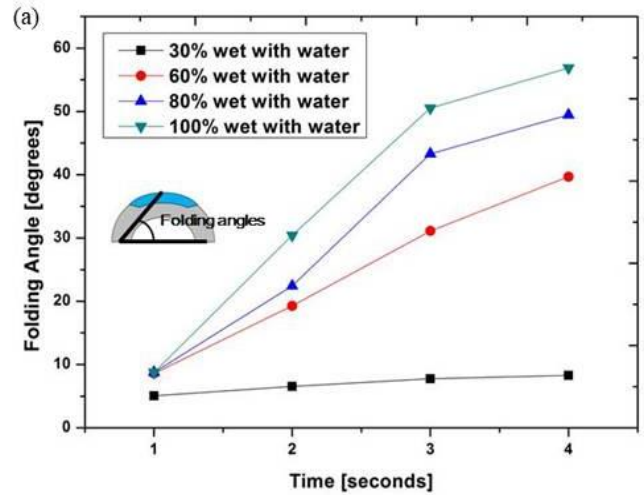 (a)
60
50
40
30
20
10
0
Folding Angle [degrees]
30% wet with water
60% wet with water
80% wet with water
100% wet with water
Folding angles
1 2 3 4
Time [seconds]